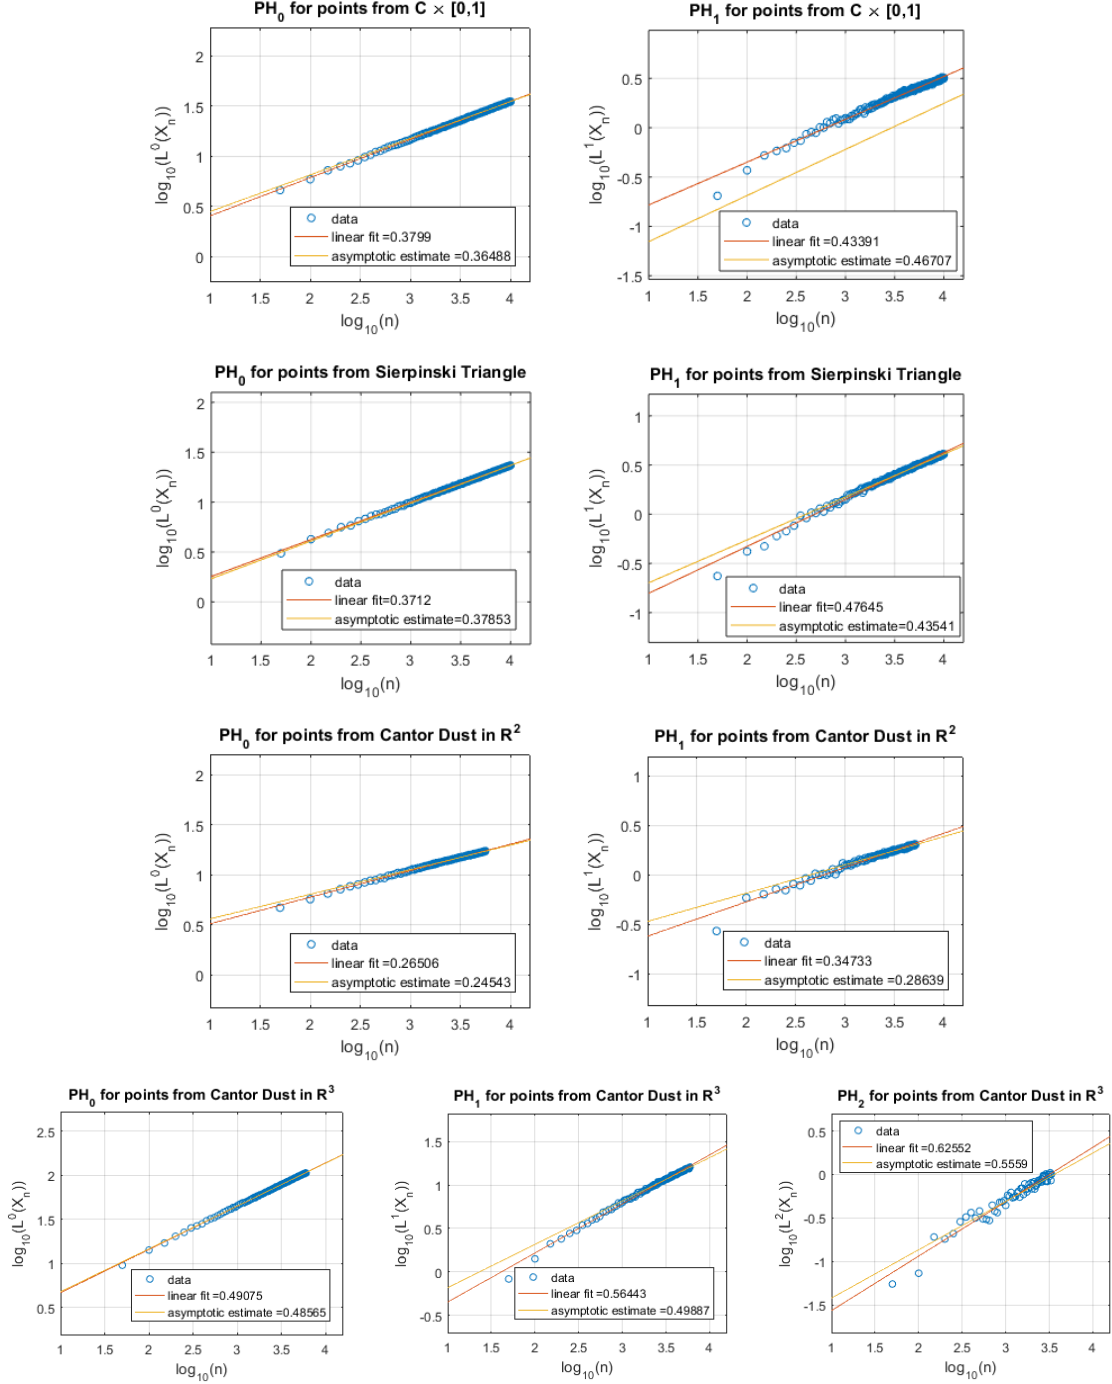 PH0 for points from C × [0,1]
2
1.5
1
0.5
0
log10(L0(Xn))
data
linear fit =0.3799
asymptotic estimate =0.36488
1 1.5 2 2.5 3 3.5 4
log10(n)
PH1 for points from C × [0,1]
0.5
0
-0.5
-1
-1.5
log10(L1(Xn))
data
linear fit =0.43391
asymptotic estimate =0.46707
1 1.5 2 2.5 3 3.5 4
log10(n)
PH0 for points from Sierpinski Triangle
2
1.5
1
0.5
0
log10(L0(Xn))
data
linear fit=0.3712
asymptotic estimate=0.37853
1 1.5 2 2.5 3 3.5 4
log10(n)
PH1 for points from Sierpinski Triangle
1
0.5
0
-0.5
-1
log10(L1(Xn))
data
linear fit=0.47645
asymptotic estimate=0.43541
1 1.5 2 2.5 3 3.5 4
log10(n)
PH0 for points from Cantor Dust in R2
2
1.5
1
0.5
0
log10(L0(Xn))
data
linear fit =0.26506
asymptotic estimate =0.24543
1 1.5 2 2.5 3 3.5 4
log10(n)
PH1 for points from Cantor Dust in R2
1
0.5
0
-0.5
-1
log10(L1(Xn))
data
linear fit =0.34733
asymptotic estimate =0.28639
1 1.5 2 2.5 3 3.5 4
log10(n)
PH0 for points from Cantor Dust in R3
2.5
2
1.5
1
0.5
log10(L0(Xn))
data
linear fit =0.49075
asymptotic estimate =0.48565
1 1.5 2 2.5 3 3.5 4
log10(n)
PH1 for points from Cantor Dust in R3
1.5
1
0.5
0
-0.5
log10(L1(Xn))
data
linear fit =0.56443
asymptotic estimate =0.49887
1 1.5 2 2.5 3 3.5 4
log10(n)
PH2 for points from Cantor Dust in R3
0.5
0
-0.5
-1
-1.5
log10(L2(Xn))
data
linear fit =0.62552
asymptotic estimate =0.5559
1 1.5 2 2.5 3 3.5 4
log10(n)